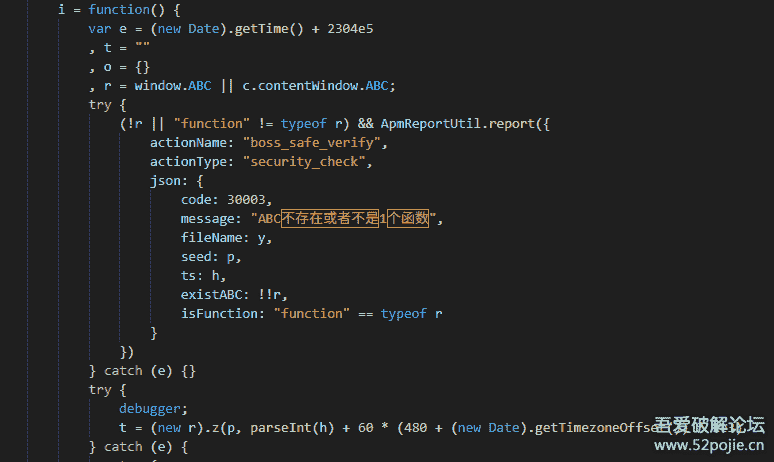 i = function() {
var e = (new Date).getTime() + 2304e5
, t = ""
, o = {}
, r = window.ABC || c.contentWindow.ABC;
try {
(!r || "function" != typeof r) && ApmReportUtil.report({
actionName: "boss_safe_verify",
actionType: "security_check",
json: {
code: 30003,
message: "ABC不存在或者不是1个函数",
fileName: y,
seed: p,
ts: h,
existABC: !!r,
isFunction: "function" == typeof r
}
})
} catch (e) {}
try {
debugger;
t = (new r).z(p, parseInt(h) + 60 * (480 + (new Date).getTimezoneOffset(
} catch (e) {
吾爱破解论坛
www.52pojie.cn